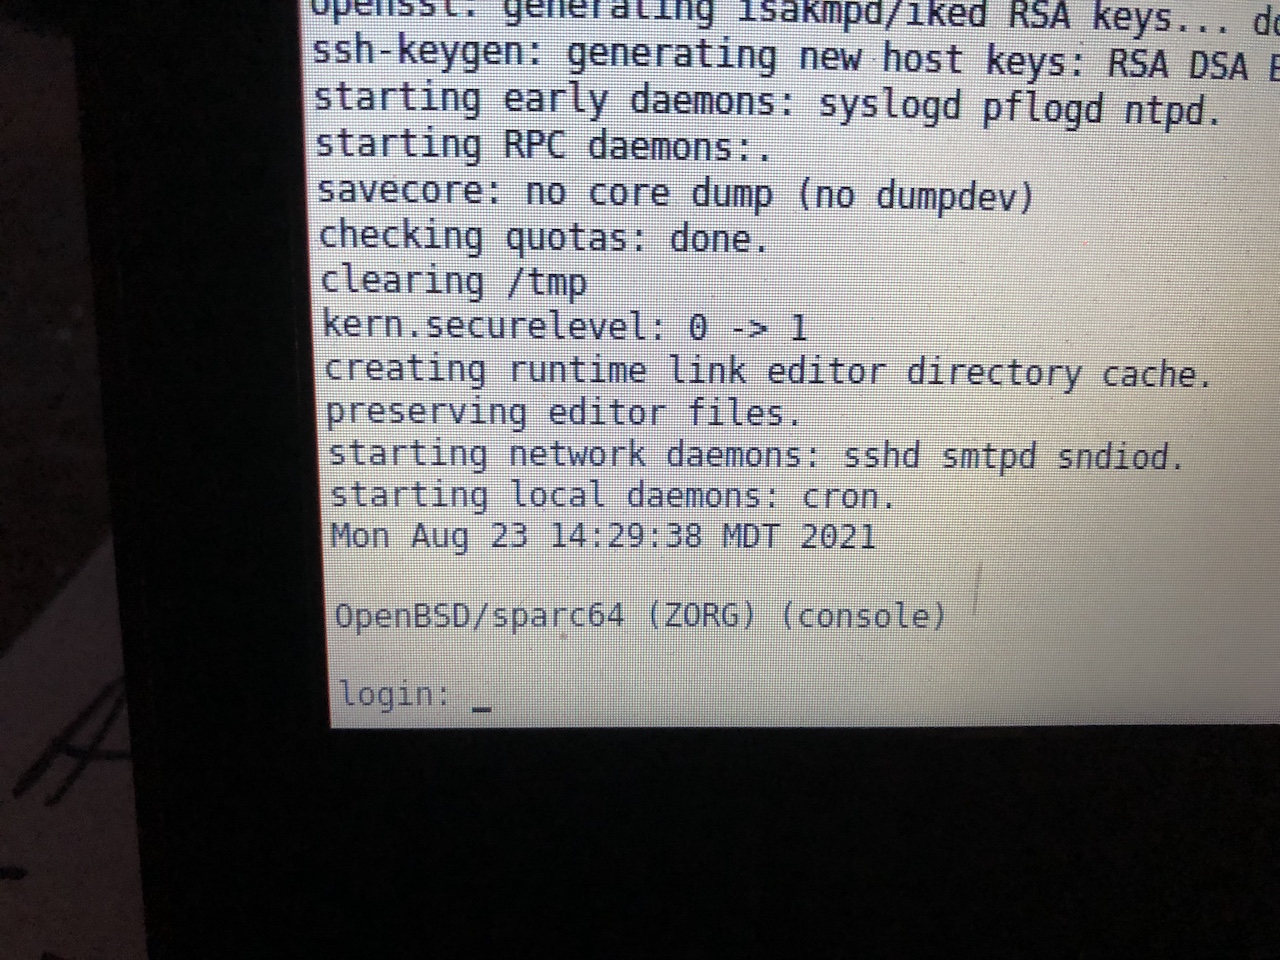 openssl: generating isakmpd/iked RSA keys...
ssh-keygen: generating new host keys: RSA DSA
starting early daemons: syslogd pflogd ntpd.
starting RPC daemons:.
savecore: no core dump (no dumpdev)
checking quotas: done.
clearing /tmp
kern.securelevel: 0 -> 1
creating runtime link editor directory cache.
preserving editor files.
starting network daemons: sshd smtpd sndiod.
starting local daemons: cron.
Mon Aug 23 14:29:38 MDT 2021
OpenBSD/sparc64 (ZORG) (console)
login: _